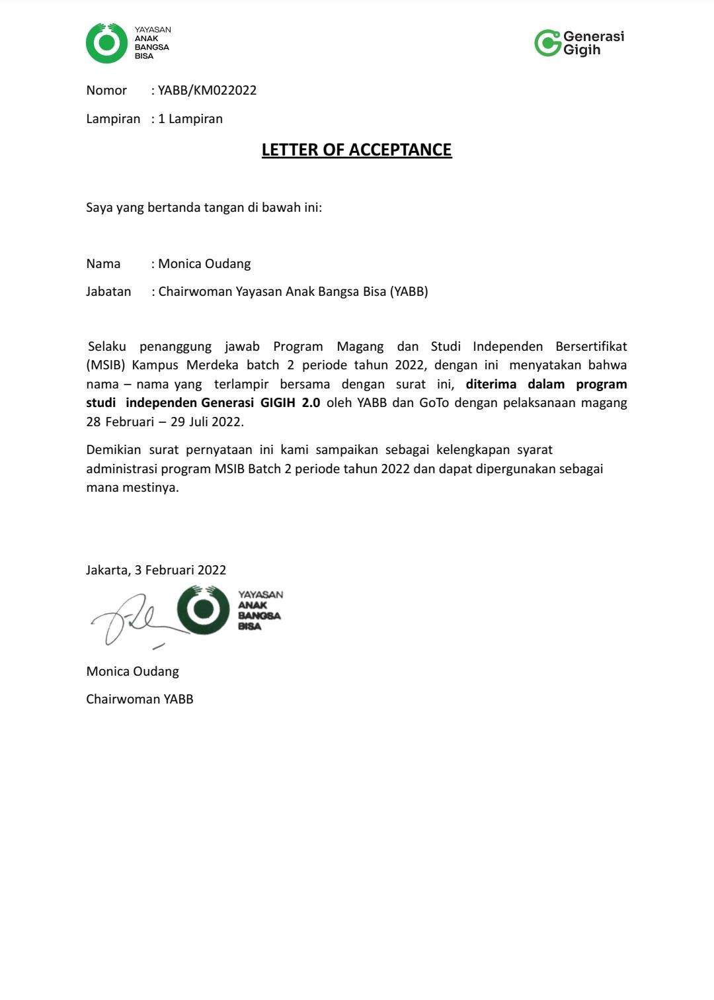 YAYASAN
ANAK
BANGSA
BISA
Generasi
Gigih
Nomor : YABB/KM022022
Lampiran : 1 Lampiran
LETTER OF ACCEPTANCE
Saya yang bertanda tangan di bawah ini:
Nama : Monica Oudang
Jabatan : Chairwoman Yayasan Anak Bangsa Bisa (YABB)
Selaku penanggung jawab Program Magang dan Studi Independen Bersertifikat
(MSIB) Kampus Merdeka batch 2 periode tahun 2022, dengan ini menyatakan bahwa
nama – nama yang terlampir bersama dengan surat ini, diterima dalam program
studi independen Generasi GIGIH 2.0 oleh YABB dan GoTo dengan pelaksanaan magang
28 Februari – 29 Juli 2022.
Demikian surat pernyataan ini kami sampaikan sebagai kelengkapan syarat
administrasi program MSIB Batch 2 periode tahun 2022 dan dapat dipergunakan sebagai
mana mestinya.
Jakarta, 3 Februari 2022
YAYASAN
ANAK
BANGSA
BISA
Monica Oudang
Chairwoman YABB